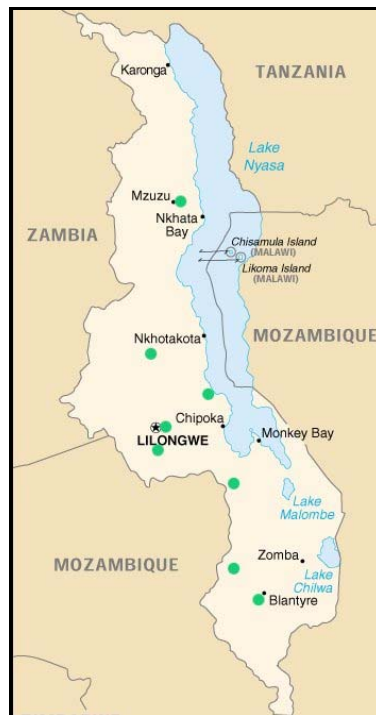 Karonga
TANZANIA
Lake
Nyasa
Mzuzu
Nkhata
Bay
ZAMBIA
Chisamula Island
(MALAWI)
Likoma Island
(MALAWI)
Nkhotakota
MOZAMBIQUE
Chipoka
LILONGWE
Monkey Bay
Lake
Malombe
MOZAMBIQUE
Zomba
Lake
Chilwa
Blantyre